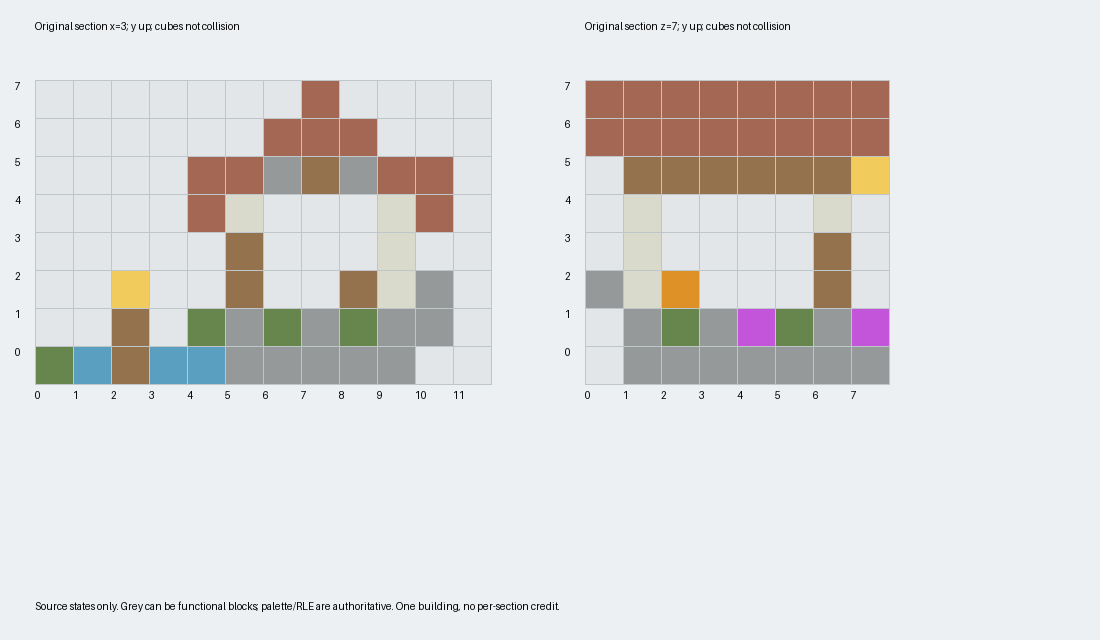 Original section x=3; y up; cubes not collision
Original section z=7; y up; cubes not collision
7 7
6 6
5 5
4 4
3 3
2 2
1 1
0 0
0 1 2 3 4 5 6 7 8 9 10 11 0 1 2 3 4 5 6 7
Source states only. Grey can be functional blocks; palette/RLE are authoritative. One building, no per-section credit.